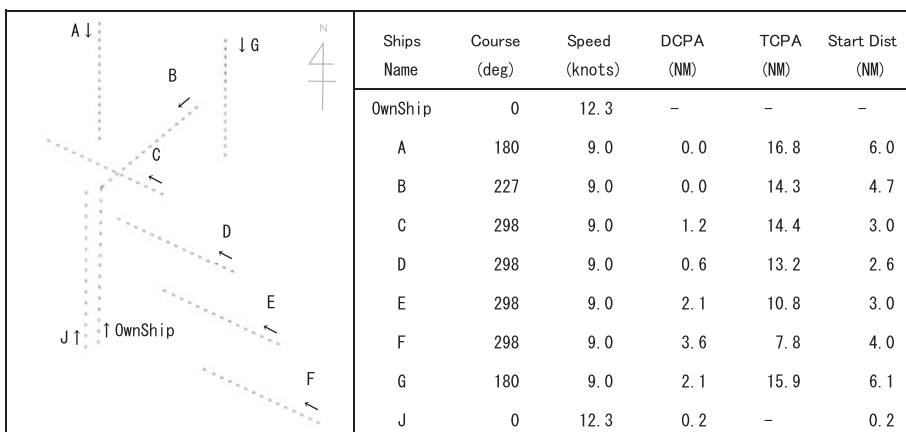 A↓
↓G
N
B
↙
C
←
D
←
E
←
F
←
J↑ ↑OwnShip
Ships Name Course (deg) Speed (knots) DCPA (NM) TCPA (NM) Start Dist (NM)
OwnShip 0 12.3 – – –
A 180 9.0 0.0 16.8 6.0
B 227 9.0 0.0 14.3 4.7
C 298 9.0 1.2 14.4 3.0
D 298 9.0 0.6 13.2 2.6
E 298 9.0 2.1 10.8 3.0
F 298 9.0 3.6 7.8 4.0
G 180 9.0 2.1 15.9 6.1
J 0 12.3 0.2 – 0.2